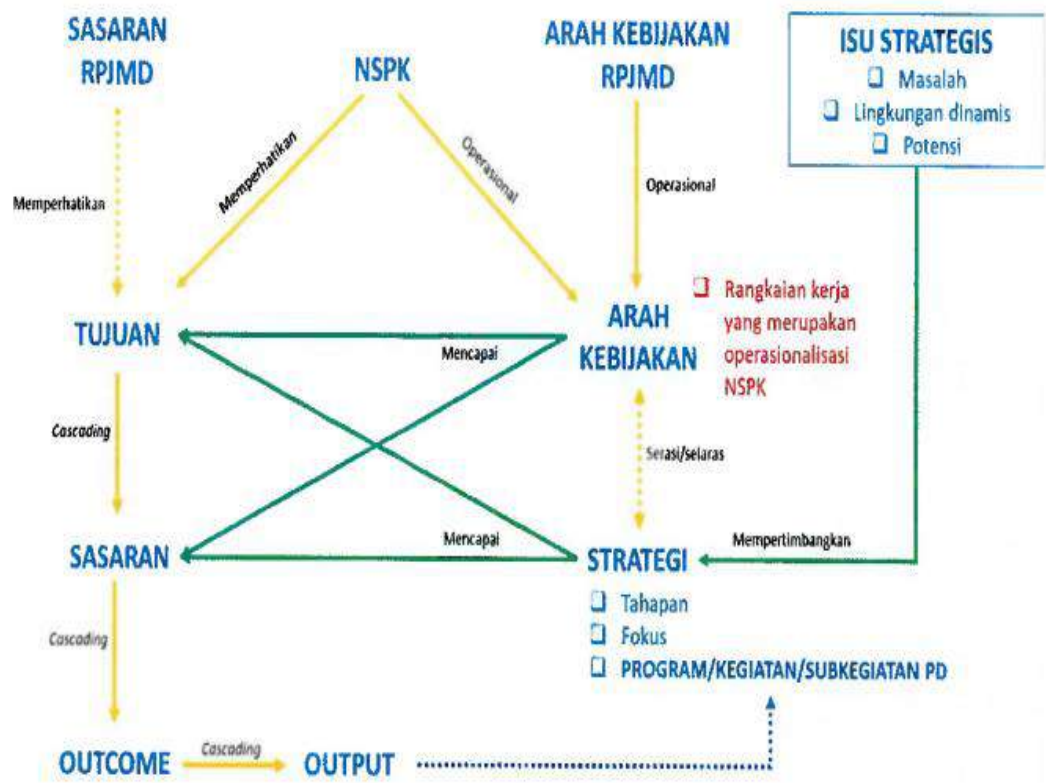 SASARAN
RPJMD
NSPK
ARAH KEBIJAKAN
RPJMD
ISU STRATEGIS
❑ Masalah
❑ Lingkungan dinamis
❑ Potensi
Memperhatikan
Memperhatikan
Operasional
Operasional
TUJUAN
Mencapai
ARAH
KEBIJAKAN
❑ Rangkaian kerja
yang merupakan
operasionalisasi
NSPK
Cascading
Serasi/selaras
SASARAN
Mencapai
STRATEGI
Mempertimbangkan
❑ Tahapan
❑ Fokus
❑ PROGRAM/KEGIATAN/SUBKEGIATAN PD
Cascading
OUTCOME
Cascading
OUTPUT